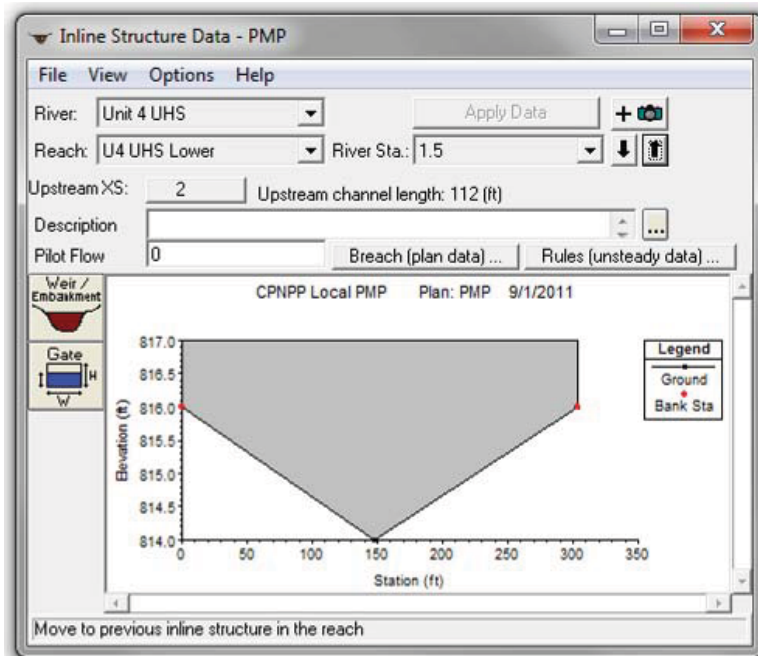 Inline Structure Data - PMP
File View Options Help
River: Unit 4 UHS Apply Data
Reach: U4 UHS Lower River Sta.: 1.5
Upstream XS: 2 Upstream channel length: 112 (ft)
Description ...
Pilot Flow 0 Breach (plan data) ... Rules (unsteady data) ...
Weir /
Embankment
Gate
H
W
CPNPP Local PMP Plan: PMP 9/1/2011
817.0
816.5
816.0
815.5
815.0
814.5
814.0
Elevation (ft)
0 50 100 150 200 250 300 350
Station (ft)
Legend
Ground
Bank Sta
Move to previous inline structure in the reach